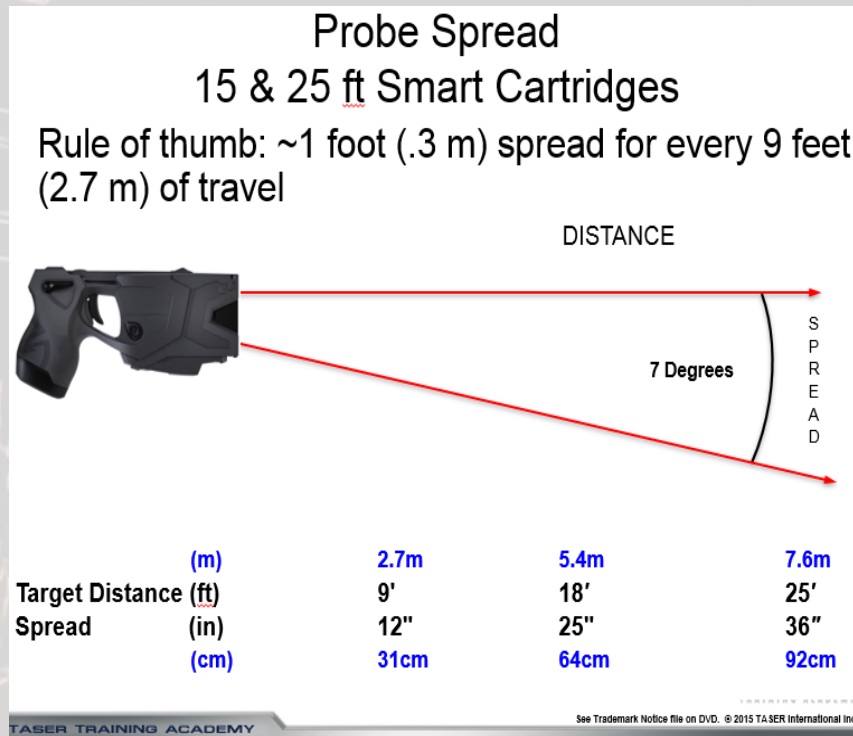 Probe Spread
15 & 25 ft Smart Cartridges
Rule of thumb: ~1 foot (.3 m) spread for every 9 feet
(2.7 m) of travel
DISTANCE
7 Degrees
SPREAD
(m) 2.7m 5.4m 7.6m
Target Distance (ft) 9' 18′ 25′
Spread (in) 12" 25" 36″
(cm) 31cm 64cm 92cm
TRAINING ACADEMY
See Trademark Notice file on DVD. © 2015 TASER International Inc
TASER TRAINING ACADEMY